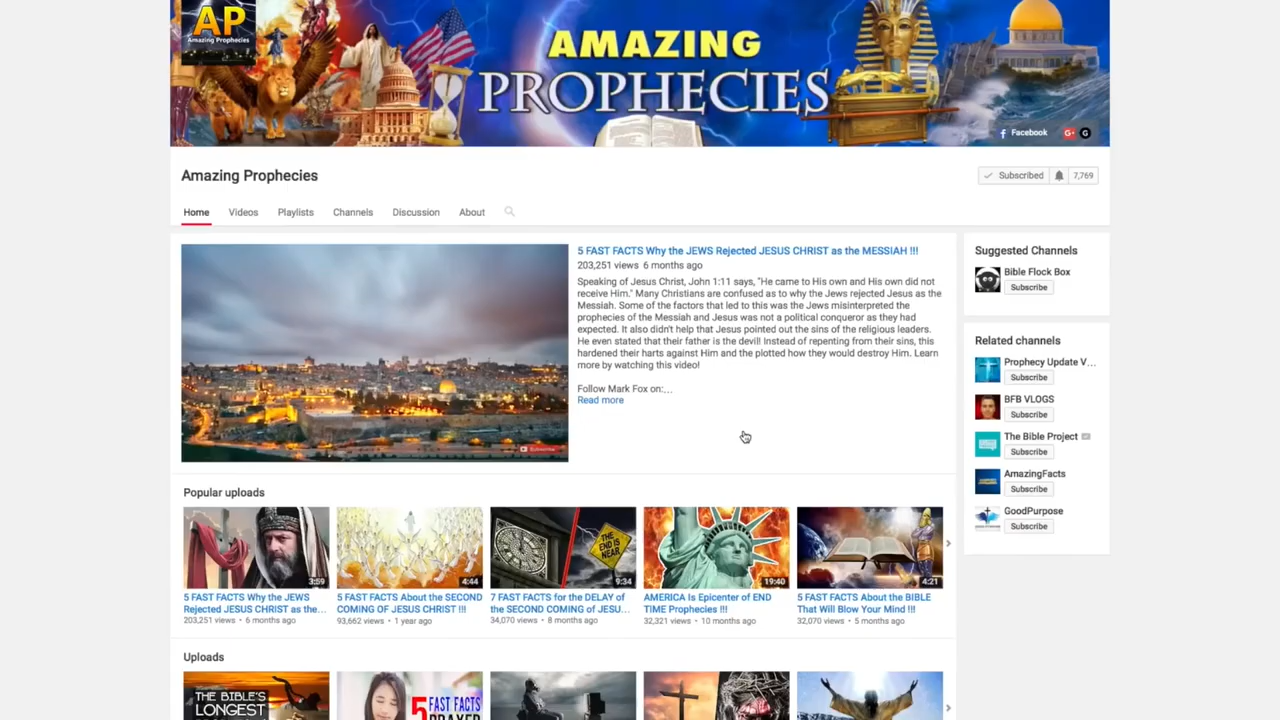 AP
Amazing Prophecies
AMAZING
PROPHECIES
Facebook
G+
G
Amazing Prophecies
Subscribed
7,769
Home
Videos
Playlists
Channels
Discussion
About
5 FAST FACTS Why the JEWS Rejected JESUS CHRIST as the MESSIAH !!!
203,251 views 6 months ago
Speaking of Jesus Christ, John 1:11 says, "He came to His own and His own did not
receive Him." Many Christians are confused as to why the Jews rejected Jesus as the
Messiah. Some of the factors that led to this was the Jews misinterpreted the
prophecies of the Messiah and Jesus was not a political conqueror as they had
expected. It also didn't help that Jesus pointed out the sins of the religious leaders.
He even stated that their father is the devil! Instead of repenting from their sins, this
hardened their harts against Him and the plotted how they would destroy Him. Learn
more by watching this video!
Follow Mark Fox on:...
Read more
Suggested Channels
Bible Flock Box
Subscribe
Related channels
Prophecy Update V...
Subscribe
BFB VLOGS
Subscribe
The Bible Project
Subscribe
AmazingFacts
Subscribe
GoodPurpose
Subscribe
Popular uploads
3:59
5 FAST FACTS Why the JEWS
Rejected JESUS CHRIST as the...
203,251 views • 6 months ago
4:44
5 FAST FACTS About the SECOND
COMING OF JESUS CHRIST !!!
93,662 views • 1 year ago
THE
END IS
NEAR
9:34
7 FAST FACTS for the DELAY of
the SECOND COMING of JESU...
34,070 views • 8 months ago
19:40
AMERICA Is Epicenter of END
TIME Prophecies !!!
32,321 views • 10 months ago
4:21
5 FAST FACTS About the BIBLE
That Will Blow Your Mind !!!
32,070 views • 5 months ago
Uploads
THE BIBLE'S
LONGEST
5 FAST FACTS